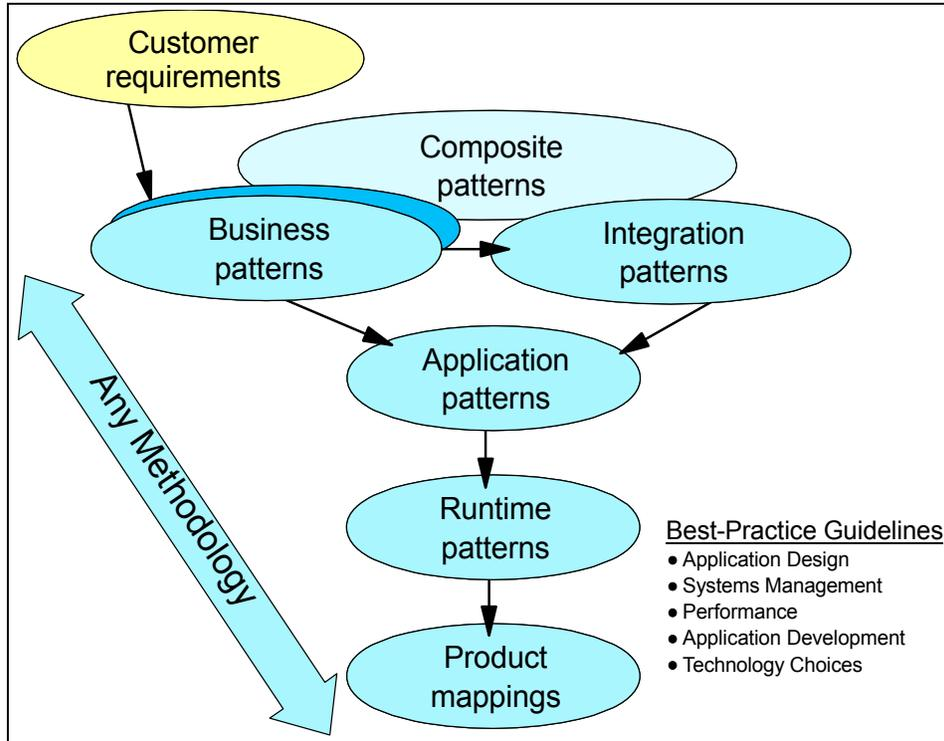 Customer
requirements
Composite
patterns
Business
patterns
Integration
patterns
Application
patterns
Any Methodology
Runtime
patterns
Best-Practice Guidelines
● Application Design
● Systems Management
● Performance
● Application Development
● Technology Choices
Product
mappings